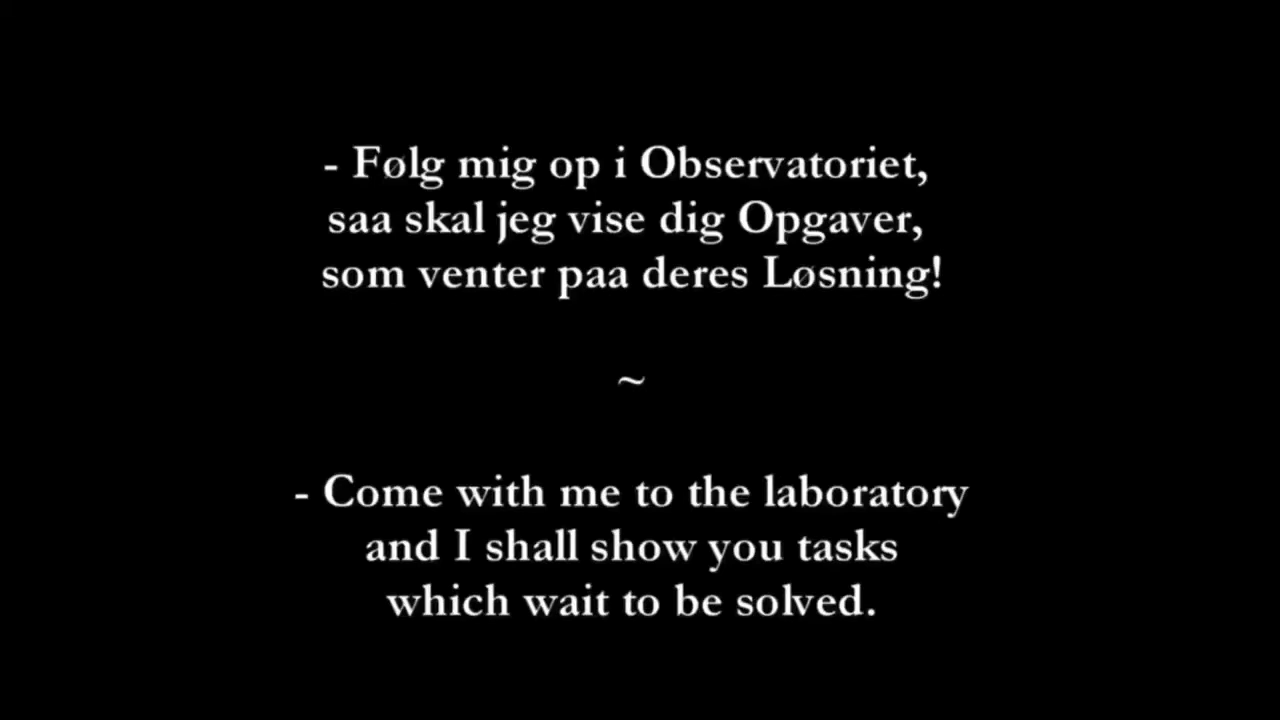 - Følg mig op i Observatoriet,
saa skal jeg vise dig Opgaver,
som venter paa deres Løsning!
~
- Come with me to the laboratory
and I shall show you tasks
which wait to be solved.